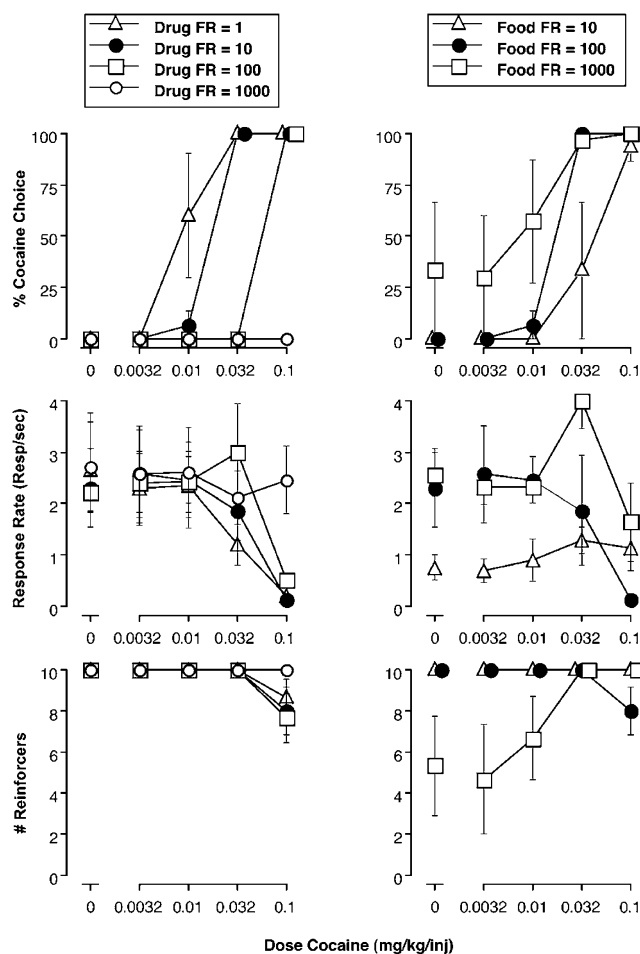 Drug FR = 1
Drug FR = 10
Drug FR = 100
Drug FR = 1000
Food FR = 10
Food FR = 100
Food FR = 1000
% Cocaine Choice
100
75
50
25
0
0 0.0032 0.01 0.032 0.1
100
75
50
25
0
0 0.0032 0.01 0.032 0.1
Response Rate (Resp/sec)
4
3
2
1
0
0 0.0032 0.01 0.032 0.1
4
3
2
1
0
0 0.0032 0.01 0.032 0.1
# Reinforcers
10
8
6
4
2
0
0 0.0032 0.01 0.032 0.1
10
8
6
4
2
0
0 0.0032 0.01 0.032 0.1
Dose Cocaine (mg/kg/inj)